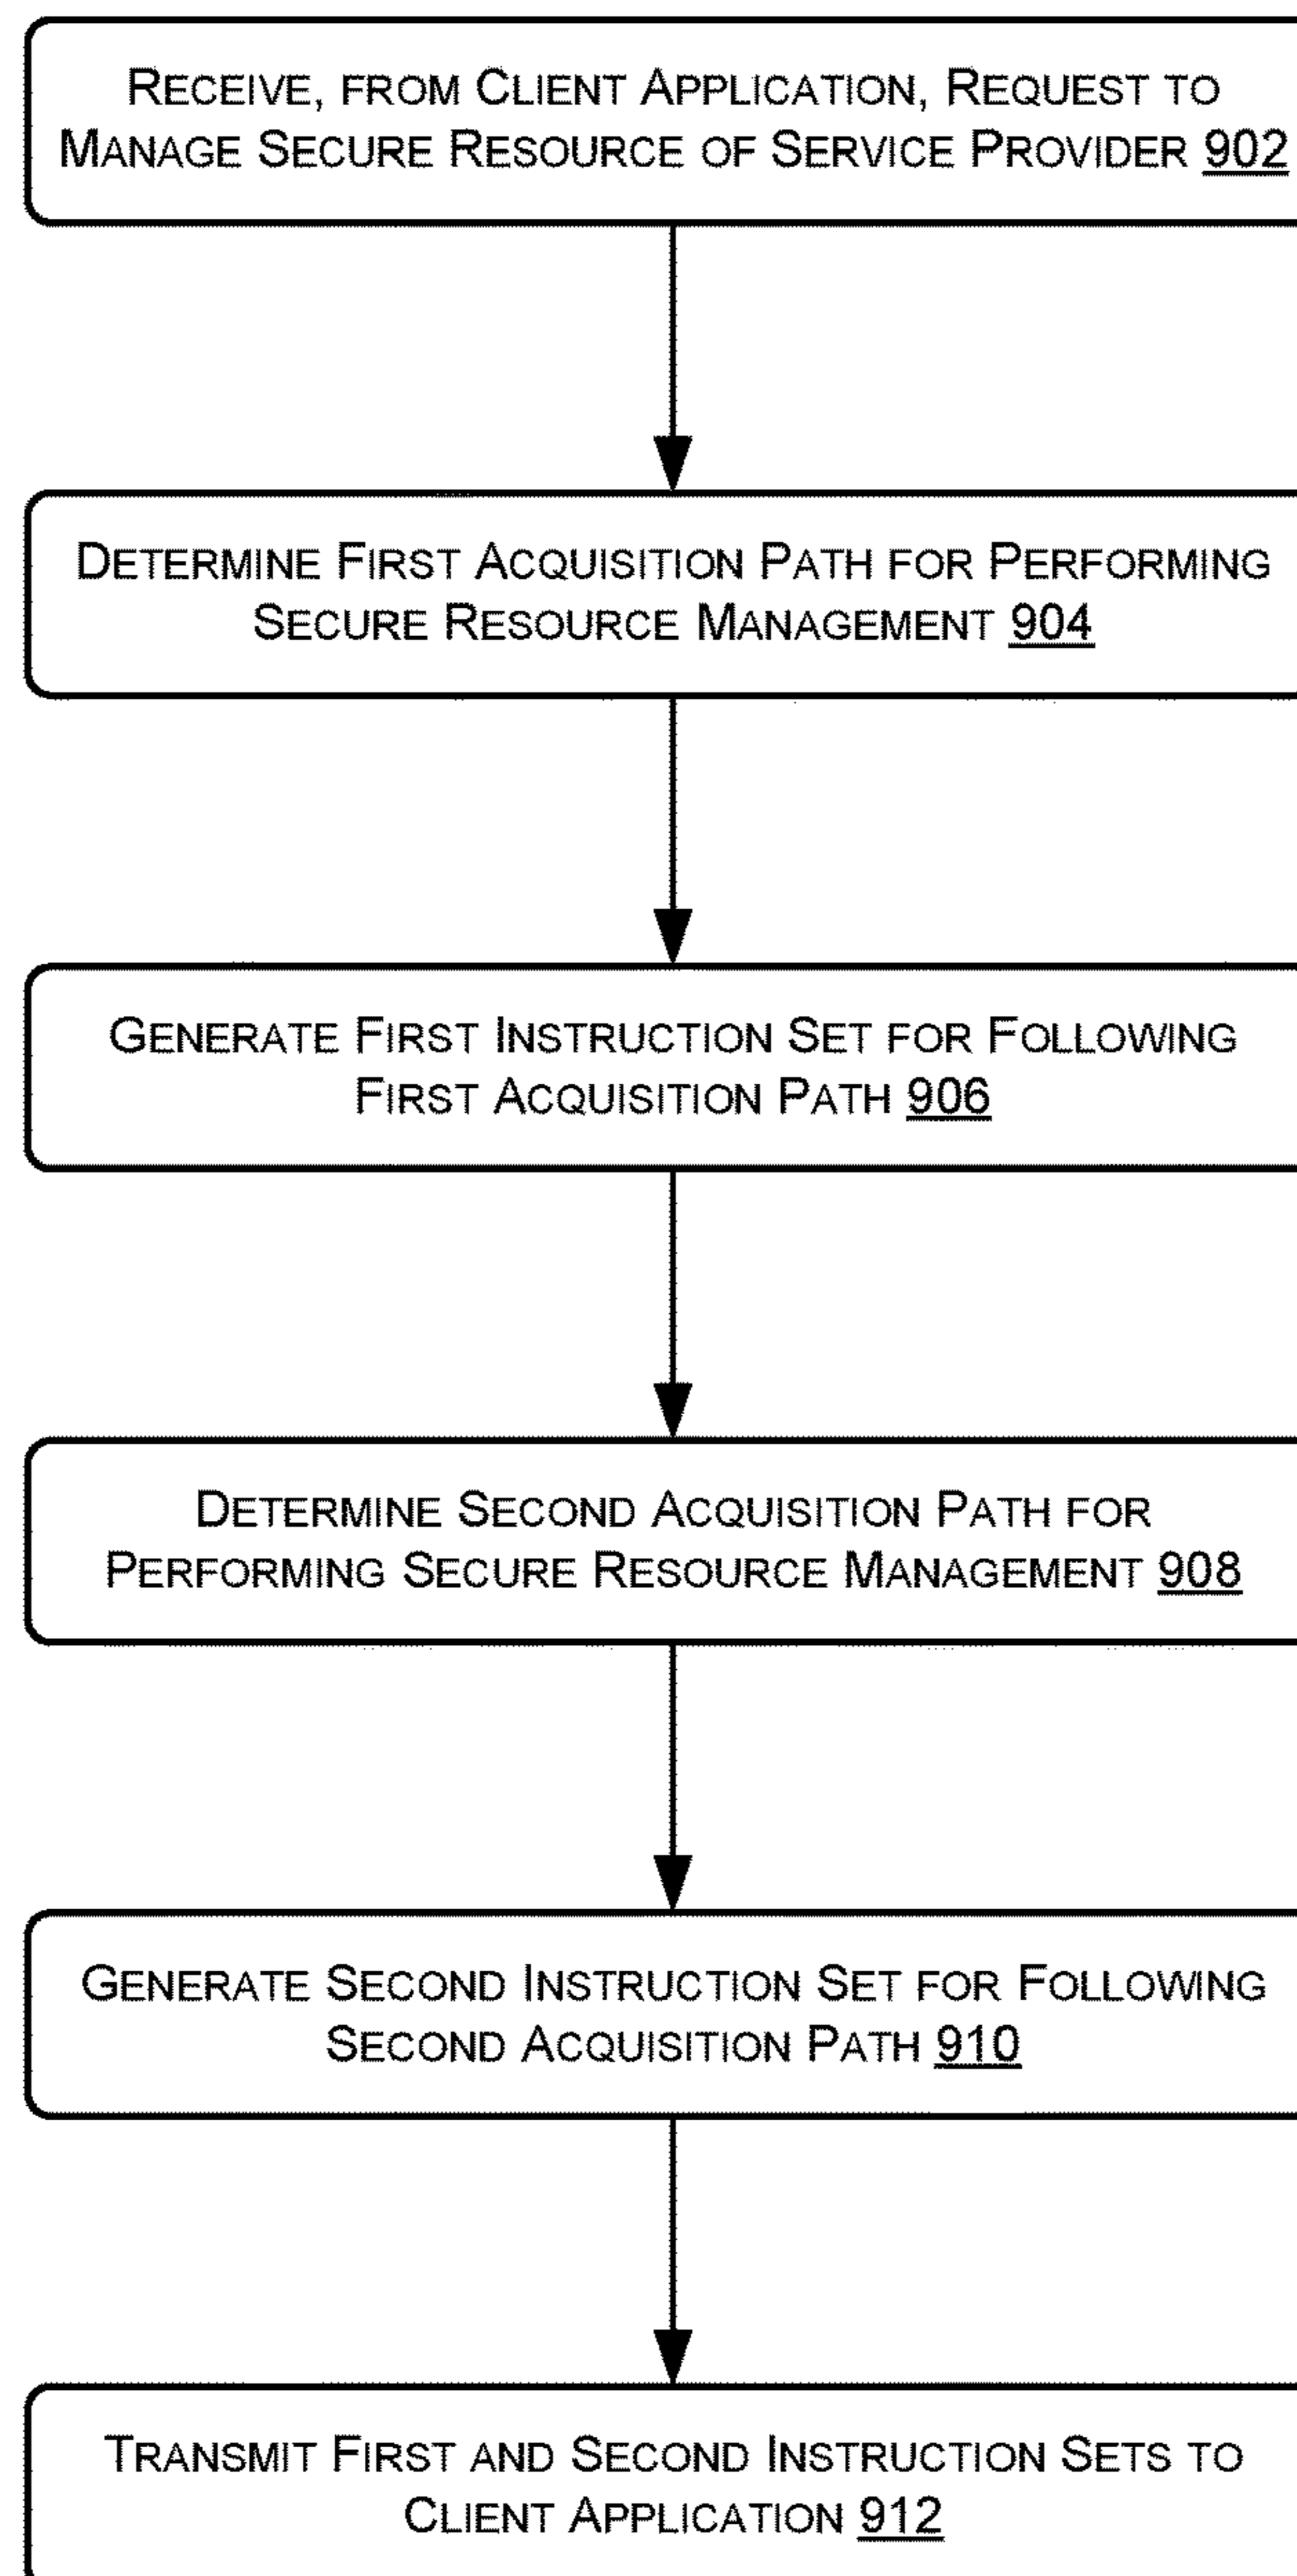 RECEIVE, FROM CLIENT APPLICATION, REQUEST TO
MANAGE SECURE RESOURCE OF SERVICE PROVIDER 902
DETERMINE FIRST ACQUISITION PATH FOR PERFORMING
SECURE RESOURCE MANAGEMENT 904
GENERATE FIRST INSTRUCTION SET FOR FOLLOWING
FIRST ACQUISITION PATH 906
DETERMINE SECOND ACQUISITION PATH FOR
PERFORMING SECURE RESOURCE MANAGEMENT 908
GENERATE SECOND INSTRUCTION SET FOR FOLLOWING
SECOND ACQUISITION PATH 910
TRANSMIT FIRST AND SECOND INSTRUCTION SETS TO
CLIENT APPLICATION 912